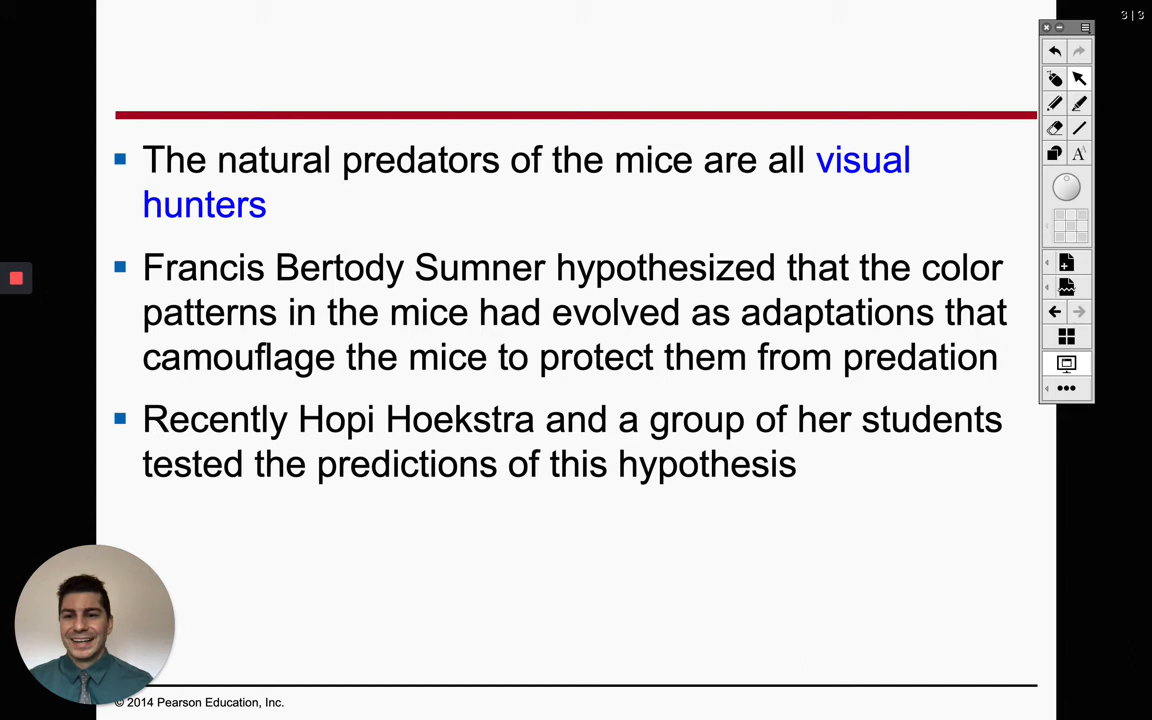 3 | 3
The natural predators of the mice are all visual
hunters
Francis Bertody Sumner hypothesized that the color
patterns in the mice had evolved as adaptations that
camouflage the mice to protect them from predation
Recently Hopi Hoekstra and a group of her students
tested the predictions of this hypothesis
© 2014 Pearson Education, Inc.